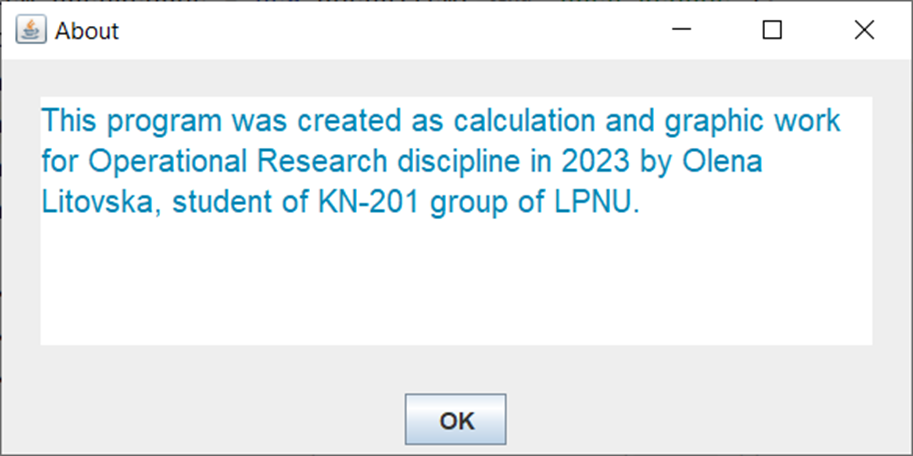 About
This program was created as calculation and graphic work
for Operational Research discipline in 2023 by Olena
Litovska, student of KN-201 group of LPNU.
OK